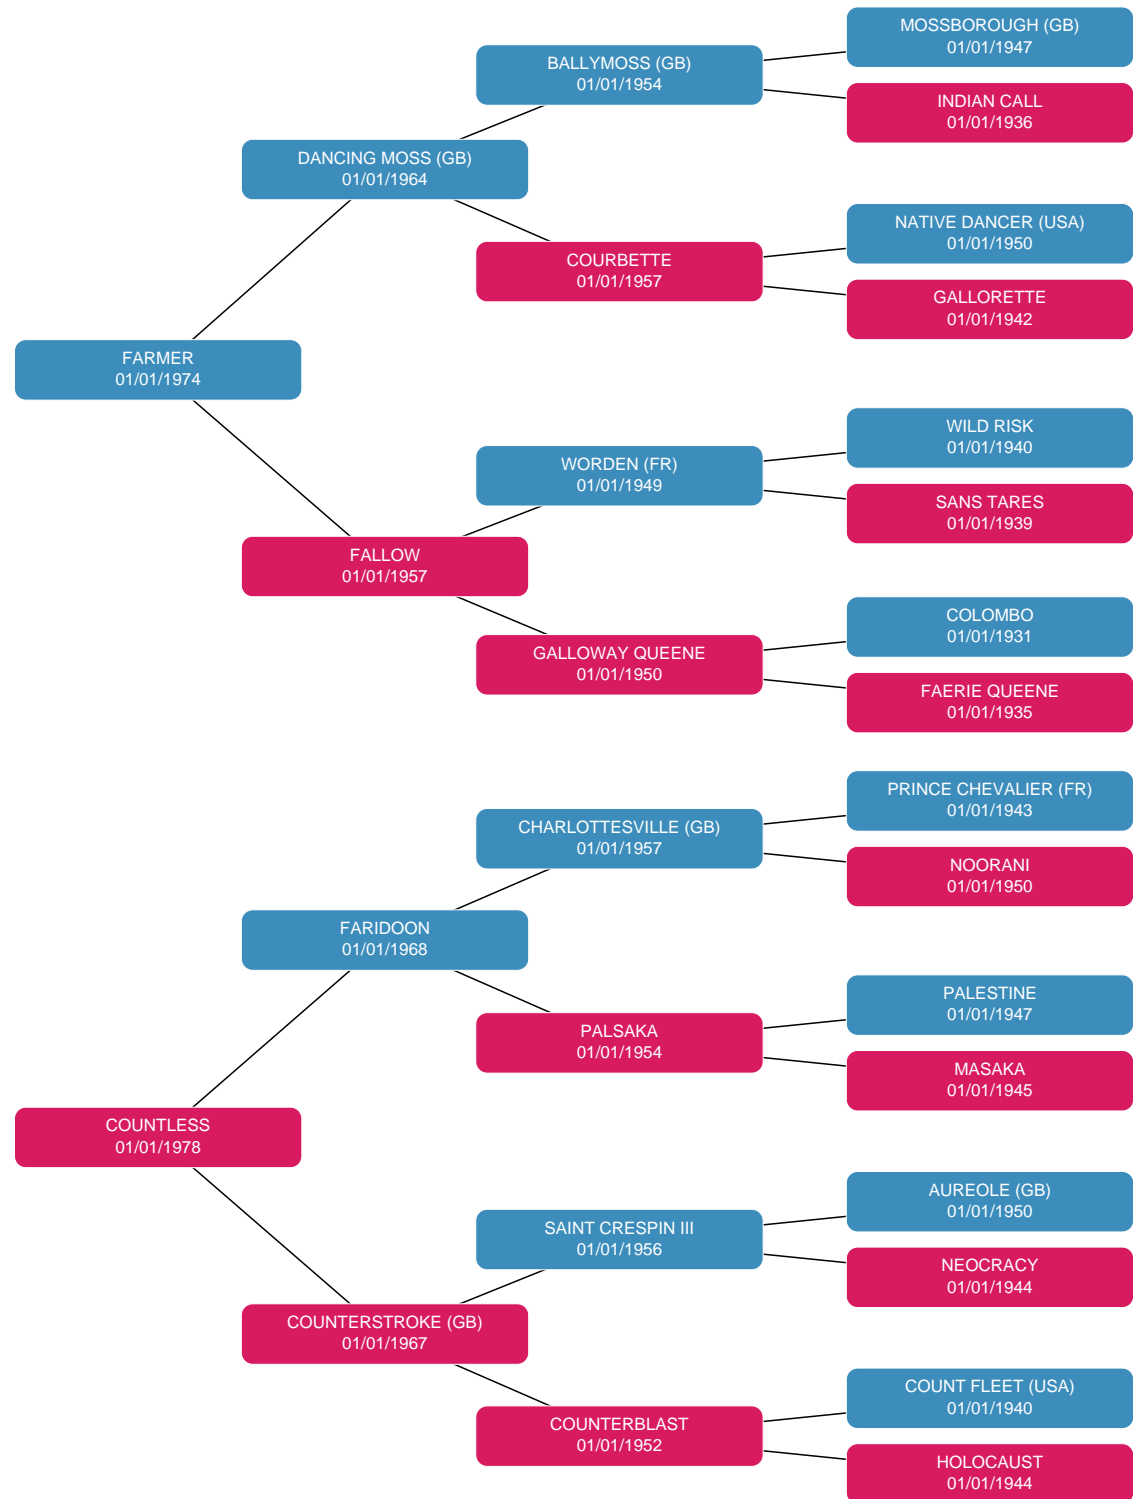 MOSSBOROUGH (GB)
01/01/1947
BALLYMOSS (GB)
01/01/1954
INDIAN CALL
01/01/1936
DANCING MOSS (GB)
01/01/1964
NATIVE DANCER (USA)
01/01/1950
COURBETTE
01/01/1957
GALLORETTE
01/01/1942
FARMER
01/01/1974
WILD RISK
01/01/1940
WORDEN (FR)
01/01/1949
SANS TARES
01/01/1939
FALLOW
01/01/1957
COLOMBO
01/01/1931
GALLOWAY QUEENE
01/01/1950
FAERIE QUEENE
01/01/1935
PRINCE CHEVALIER (FR)
01/01/1943
CHARLOTTESVILLE (GB)
01/01/1957
NOORANI
01/01/1950
FARIDOON
01/01/1968
PALESTINE
01/01/1947
PALSAKA
01/01/1954
MASAKA
01/01/1945
COUNTLESS
01/01/1978
AUREOLE (GB)
01/01/1950
SAINT CRESPIN III
01/01/1956
NEOCRACY
01/01/1944
COUNTERSTROKE (GB)
01/01/1967
COUNT FLEET (USA)
01/01/1940
COUNTERBLAST
01/01/1952
HOLOCAUST
01/01/1944